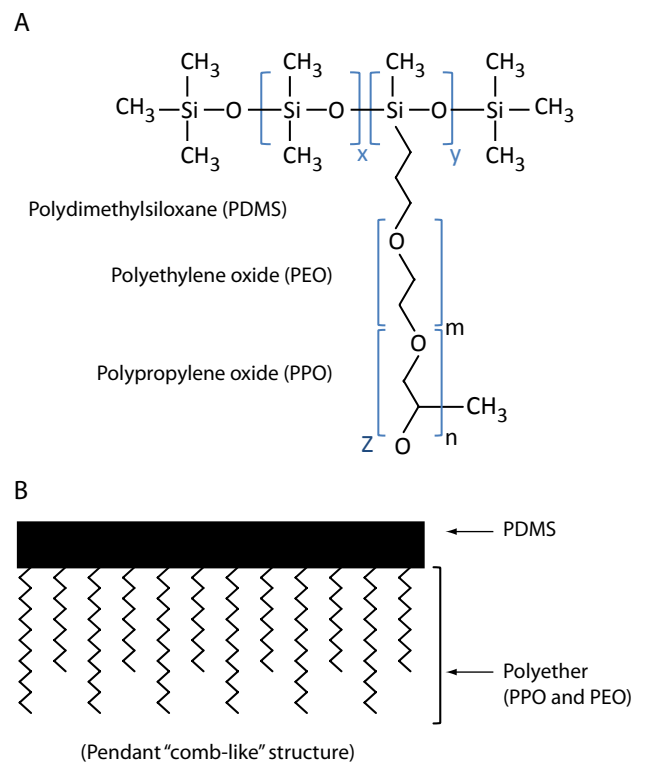 A
CH3 CH3 CH3 CH3
CH3 Si O Si O Si O Si CH3
CH3 CH3 x y CH3
Polydimethylsiloxane (PDMS)
O
Polyethylene oxide (PEO)
m
O
Polypropylene oxide (PPO)
CH3
Z O n
B
PDMS
Polyether
(PPO and PEO)
(Pendant "comb-like" structure)